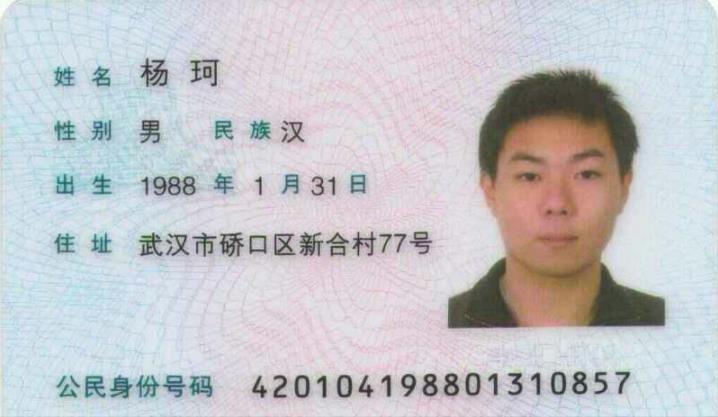 姓名 杨珂
性别 男 民族 汉
出生 1988 年 1 月 31 日
住址 武汉市硚口区新合村77号
公民身份号码 420104198801310857